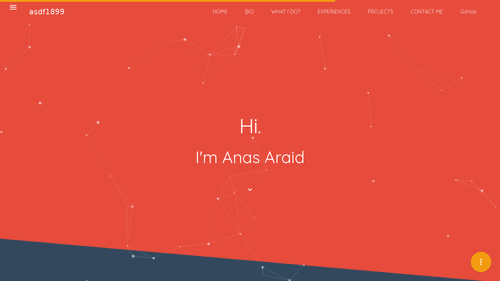 asdf1899
HOME BIO WHAT I DO? EXPERIENCES PROJECTS CONTACT ME GitHub
Hi.
I'm Anas Araid